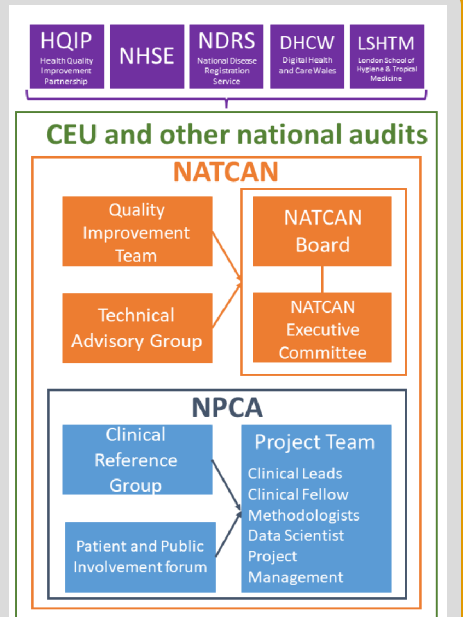 HQIP
Health Quality
Improvement
Partnership
NHSE
NDRS
National Disease
Registration
Service
DHCW
Digital Health
and Care Wales
LSHTM
London School of
Hygiene & Tropical
Medicine
CEU and other national audits
NATCAN
Quality
Improvement
Team
Technical
Advisory Group
NATCAN
Board
NATCAN
Executive
Committee
NPCA
Clinical
Reference
Group
Patient and Public
Involvement forum
Project Team
Clinical Leads
Clinical Fellow
Methodologists
Data Scientist
Project
Management